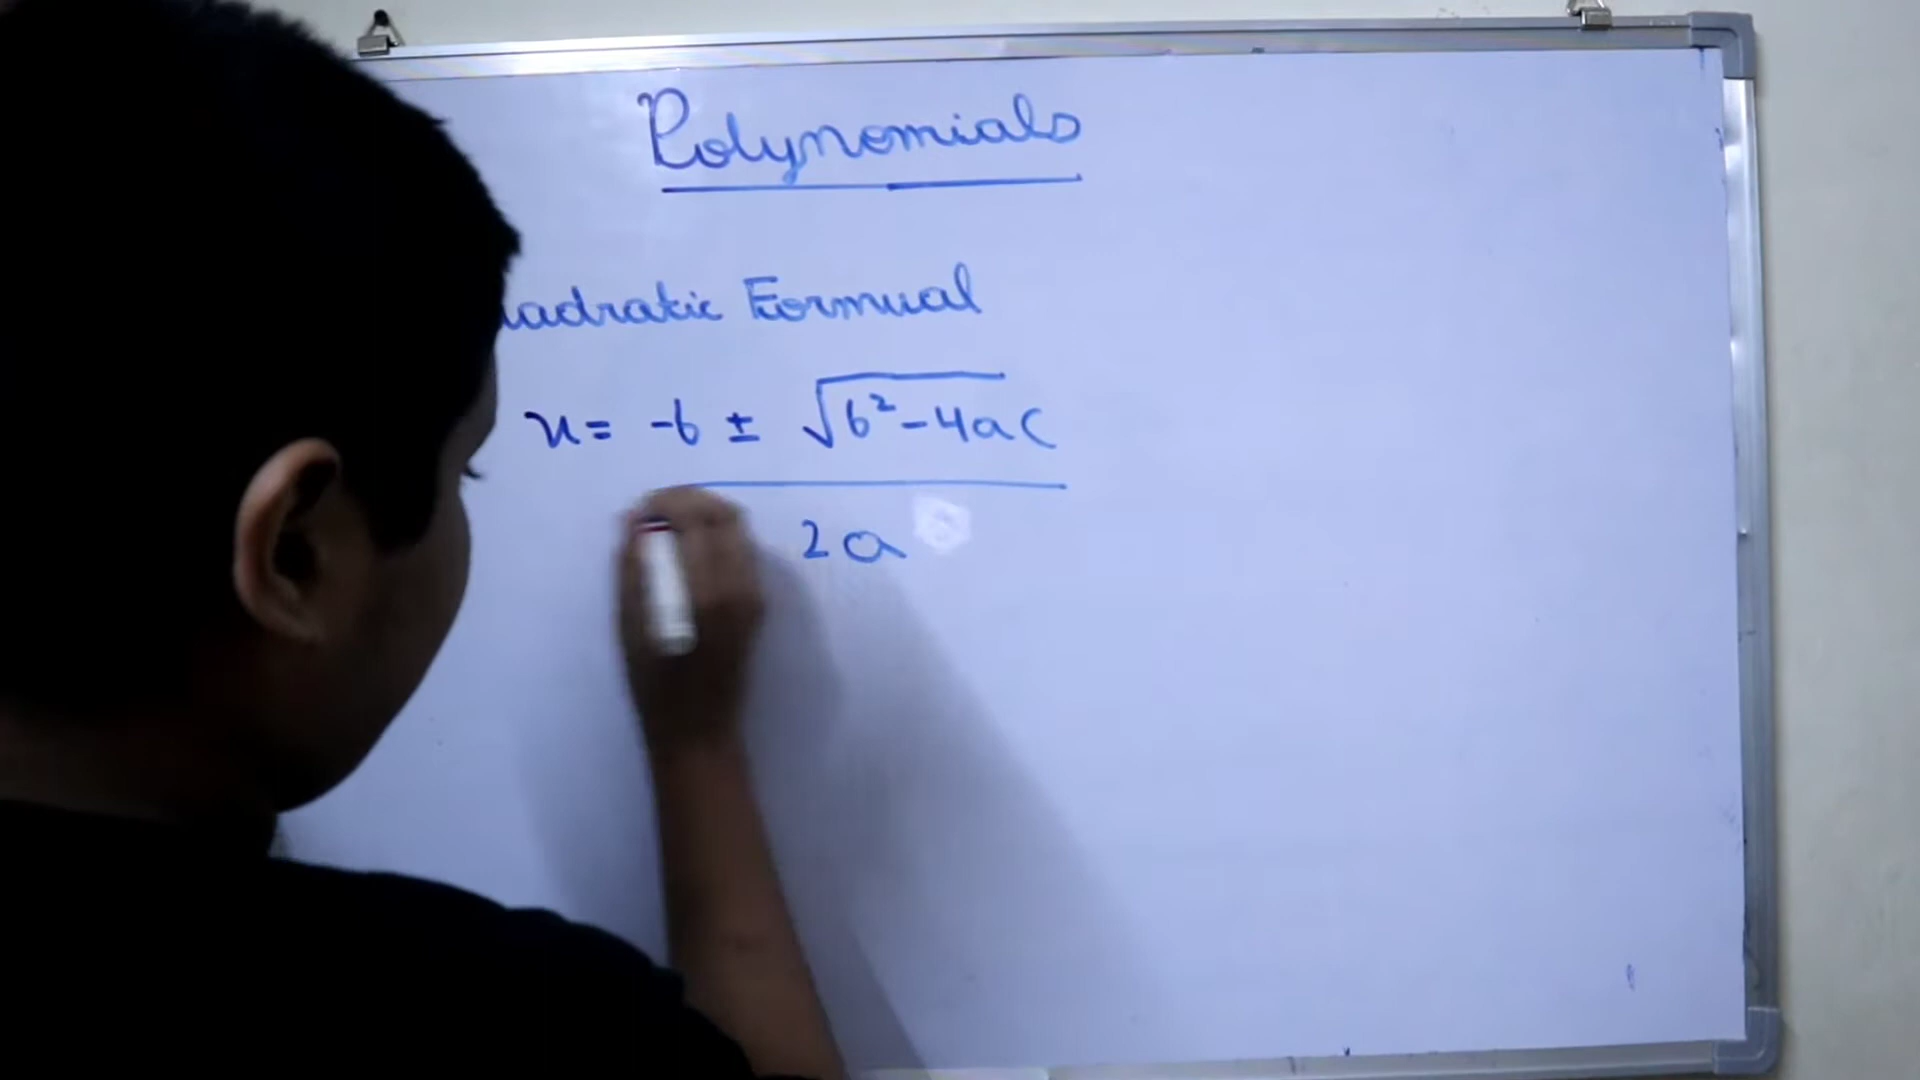 Polynomials
uadratic Formual
x = -b ± √b²-4ac
2a